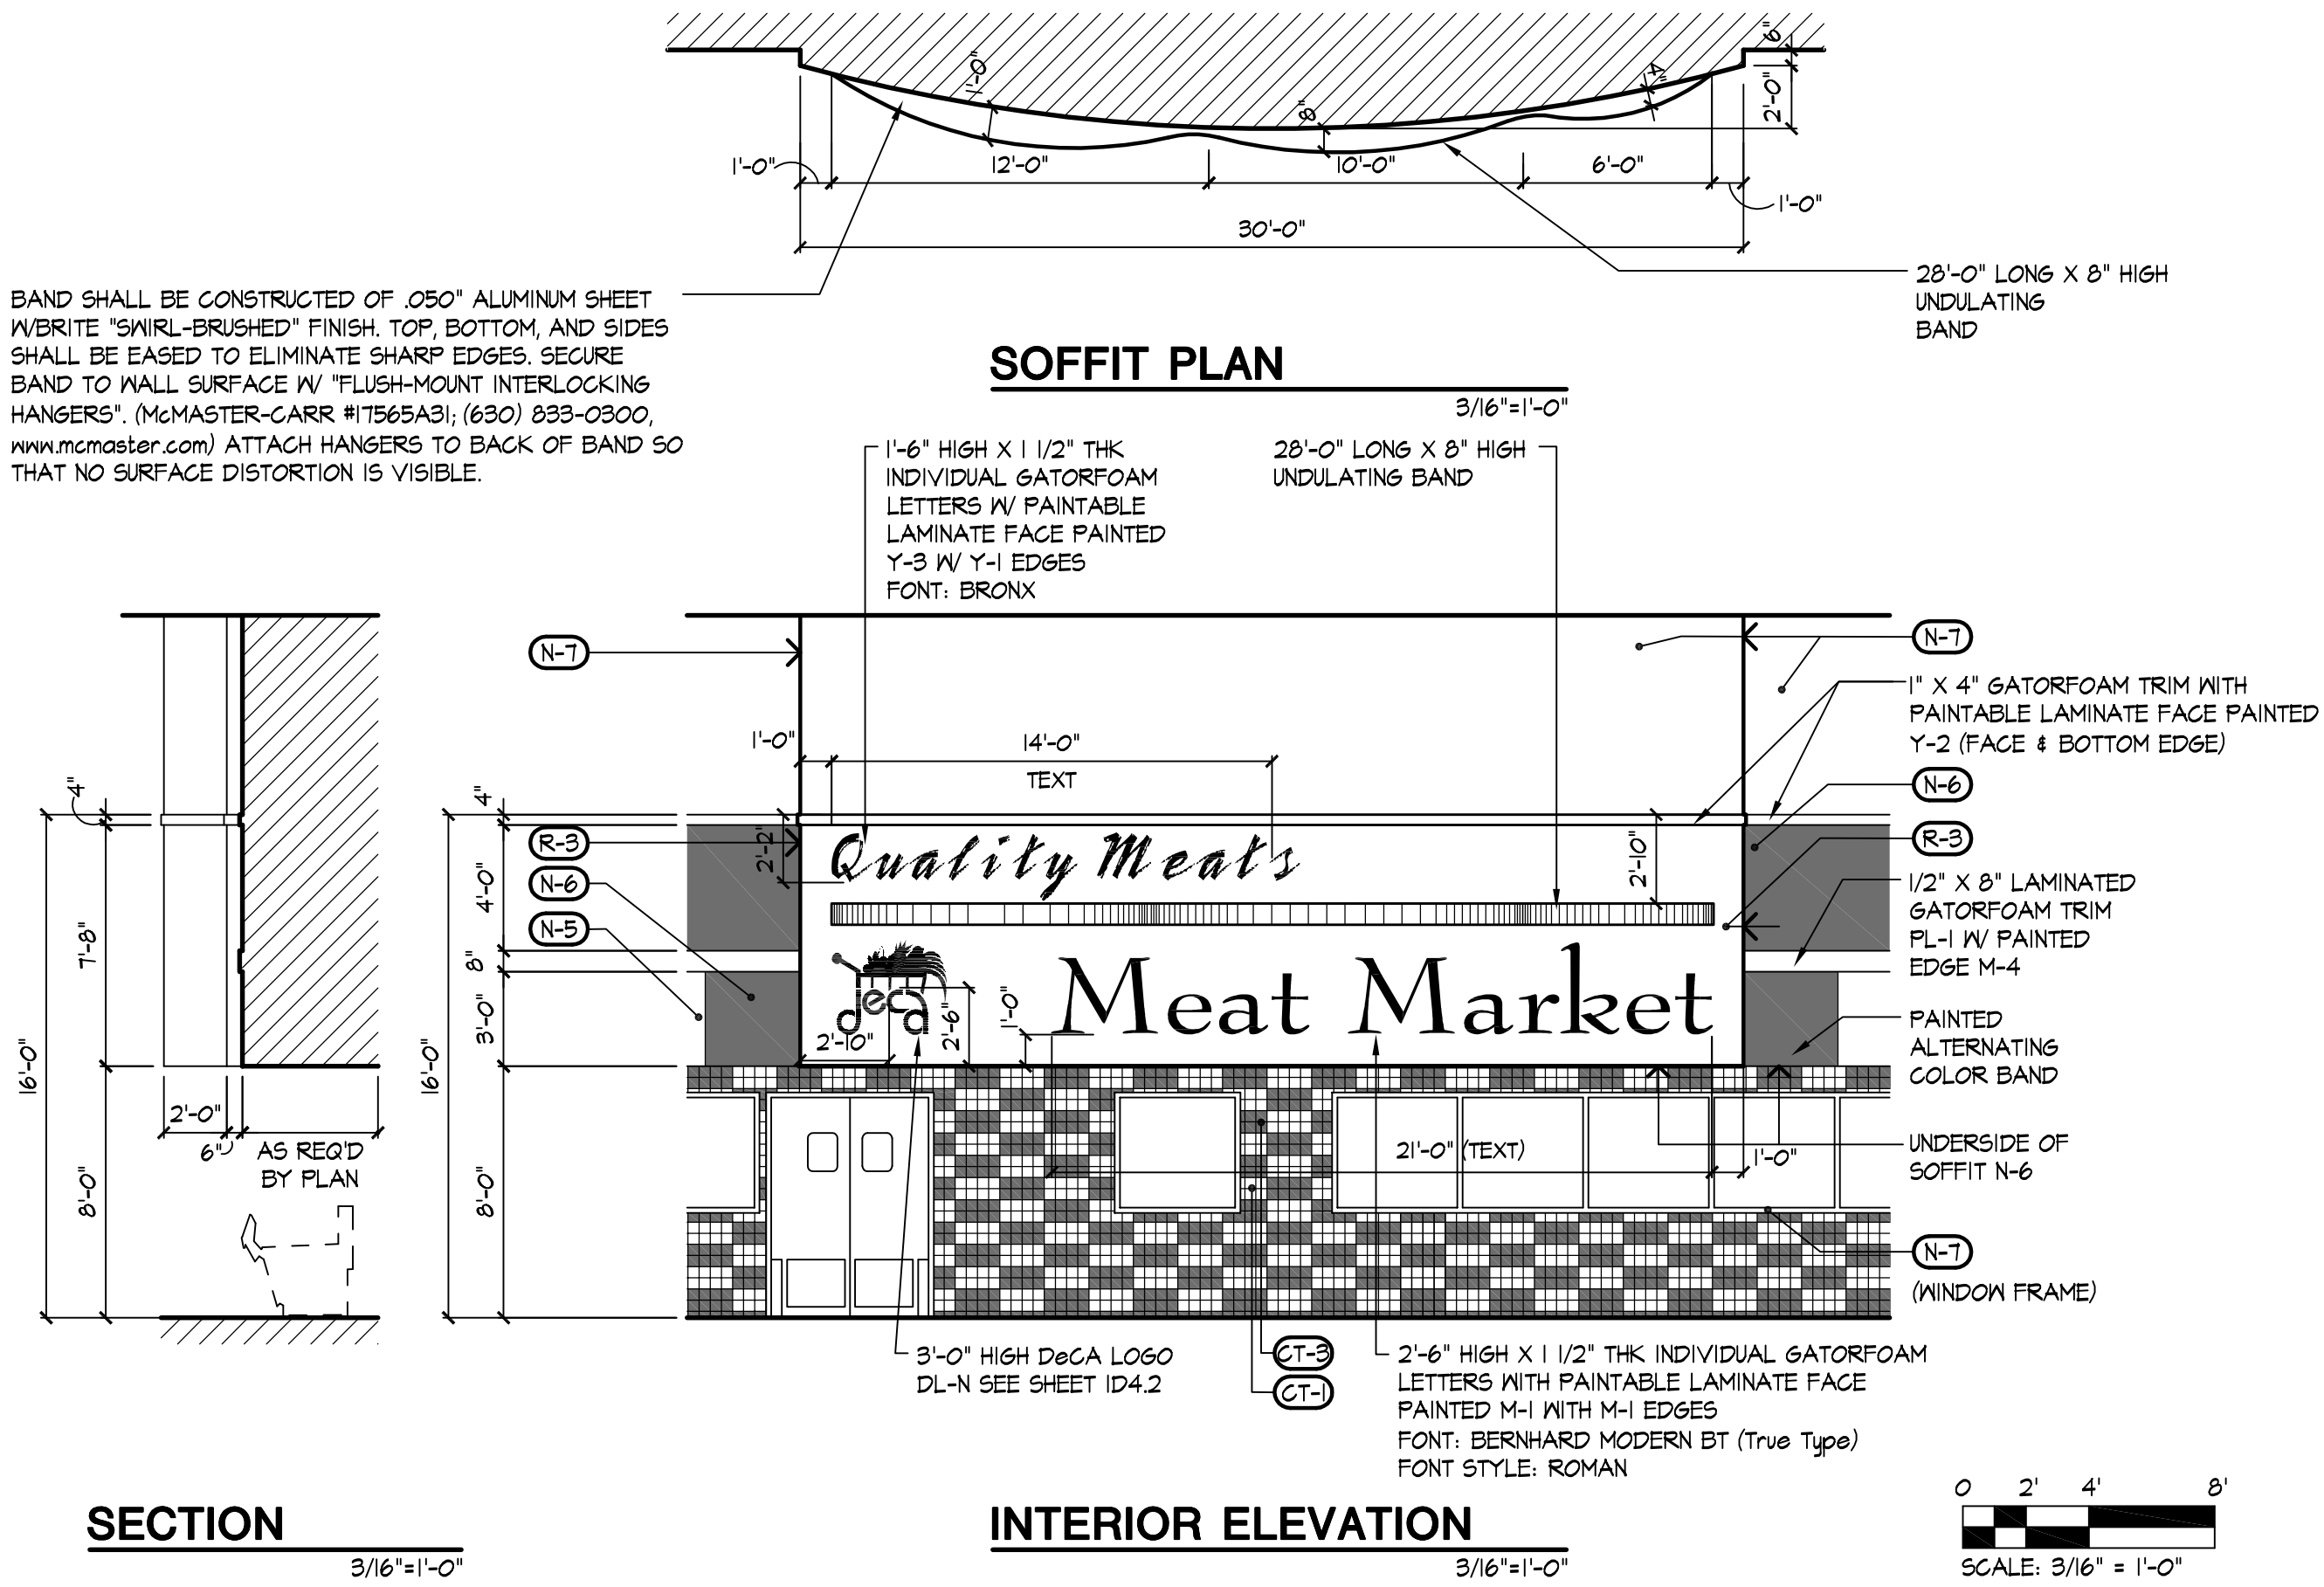 6"
1'-0"
4"
2'-0"
8"
1'-0"
12'-0"
10'-0"
6'-0"
1'-0"
30'-0"
BAND SHALL BE CONSTRUCTED OF .050" ALUMINUM SHEET
W/BRITE "SWIRL-BRUSHED" FINISH. TOP, BOTTOM, AND SIDES
SHALL BE EASED TO ELIMINATE SHARP EDGES. SECURE
BAND TO WALL SURFACE W/ "FLUSH-MOUNT INTERLOCKING
HANGERS". (McMASTER-CARR #17565A31; (630) 833-0300,
www.mcmaster.com) ATTACH HANGERS TO BACK OF BAND SO
THAT NO SURFACE DISTORTION IS VISIBLE.
28'-0" LONG X 8" HIGH
UNDULATING
BAND
SOFFIT PLAN
3/16"=1'-0"
1'-6" HIGH X 1 1/2" THK
INDIVIDUAL GATORFOAM
LETTERS W/ PAINTABLE
LAMINATE FACE PAINTED
Y-3 W/ Y-1 EDGES
FONT: BRONX
28'-0" LONG X 8" HIGH
UNDULATING BAND
4"
7'-8"
16'-0"
8'-0"
2'-0"
6"
AS REQ'D
BY PLAN
SECTION
3/16"=1'-0"
N-7
R-3
N-6
N-5
4"
4'-0"
8"
3'-0"
16'-0"
8'-0"
1'-0"
14'-0"
TEXT
2'-2"
2'-10"
Quality Meats
deca
Meat Market
2'-10"
2'-6"
1'-0"
21'-0" (TEXT)
1'-0"
N-7
1" X 4" GATORFOAM TRIM WITH
PAINTABLE LAMINATE FACE PAINTED
Y-2 (FACE & BOTTOM EDGE)
N-6
R-3
1/2" X 8" LAMINATED
GATORFOAM TRIM
PL-1 W/ PAINTED
EDGE M-4
PAINTED
ALTERNATING
COLOR BAND
UNDERSIDE OF
SOFFIT N-6
N-7
(WINDOW FRAME)
3'-0" HIGH DeCA LOGO
DL-N SEE SHEET ID4.2
CT-3
CT-1
2'-6" HIGH X 1 1/2" THK INDIVIDUAL GATORFOAM
LETTERS WITH PAINTABLE LAMINATE FACE
PAINTED M-1 WITH M-1 EDGES
FONT: BERNHARD MODERN BT (True Type)
FONT STYLE: ROMAN
INTERIOR ELEVATION
3/16"=1'-0"
0 2' 4' 8'
SCALE: 3/16" = 1'-0"